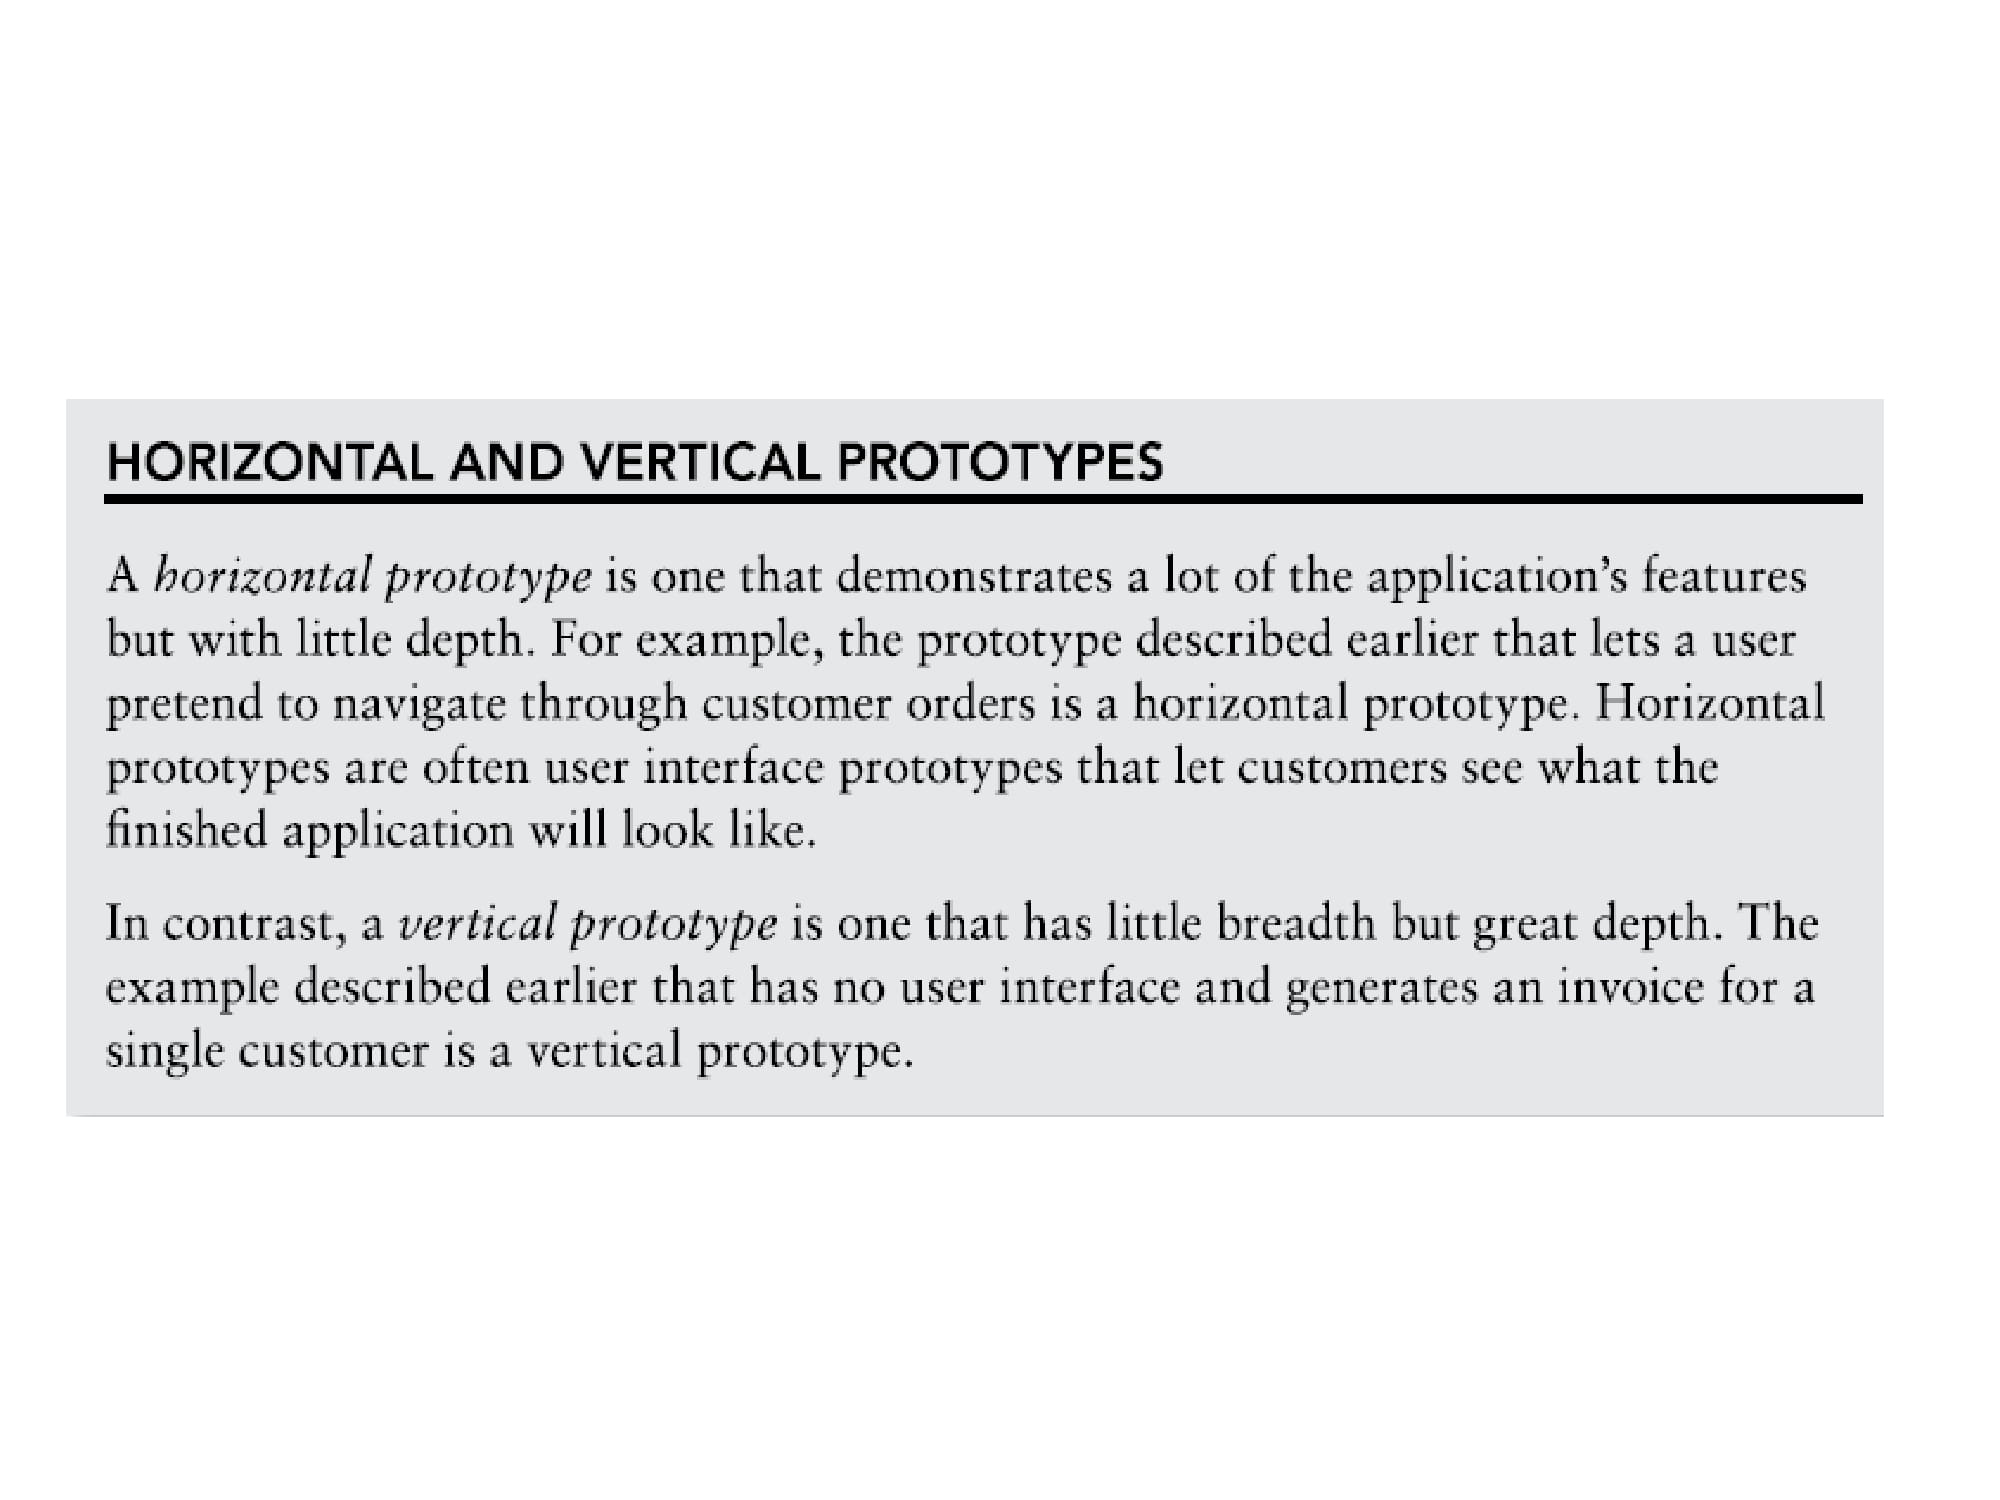 HORIZONTAL AND VERTICAL PROTOTYPES
A horizontal prototype is one that demonstrates a lot of the application’s features
but with little depth. For example, the prototype described earlier that lets a user
pretend to navigate through customer orders is a horizontal prototype. Horizontal
prototypes are often user interface prototypes that let customers see what the
finished application will look like.
In contrast, a vertical prototype is one that has little breadth but great depth. The
example described earlier that has no user interface and generates an invoice for a
single customer is a vertical prototype.